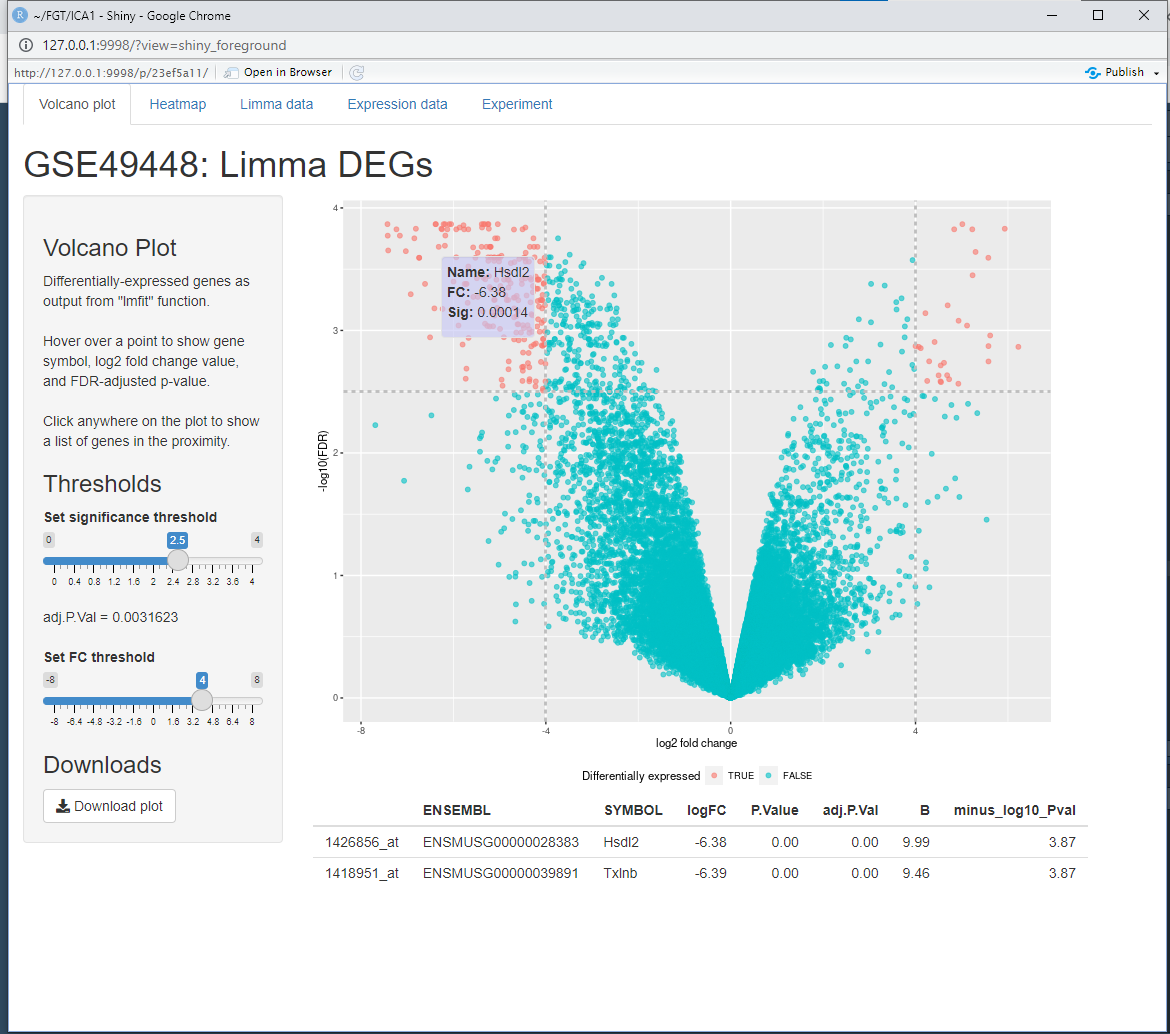 ~/FGT/ICA1 - Shiny - Google Chrome
127.0.0.1:9998/?view=shiny_foreground
http://127.0.0.1:9998/p/23ef5a11/ Open in Browser Publish
Volcano plot Heatmap Limma data Expression data Experiment
GSE49448: Limma DEGs
Volcano Plot
Differentially-expressed genes as
output from "lmfit" function.
Hover over a point to show gene
symbol, log2 fold change value,
and FDR-adjusted p-value.
Click anywhere on the plot to show
a list of genes in the proximity.
Thresholds
Set significance threshold
0 2.5 4
0 0.4 0.8 1.2 1.6 2 2.4 2.8 3.2 3.6 4
adj.P.Val = 0.0031623
Set FC threshold
-8 4 8
-8 -6.4 -4.8 -3.2 -1.6 0 1.6 3.2 4.8 6.4 8
Downloads
Download plot
4
3
2
1
0
-log10(FDR)
Name: Hsdl2
FC: -6.38
Sig: 0.00014
-8 -4 0 4
log2 fold change
Differentially expressed TRUE FALSE
ENSEMBL SYMBOL logFC P.Value adj.P.Val B minus_log10_Pval
1426856_at ENSMUSG00000028383 Hsdl2 -6.38 0.00 0.00 9.99 3.87
1418951_at ENSMUSG00000039891 Txlnb -6.39 0.00 0.00 9.46 3.87